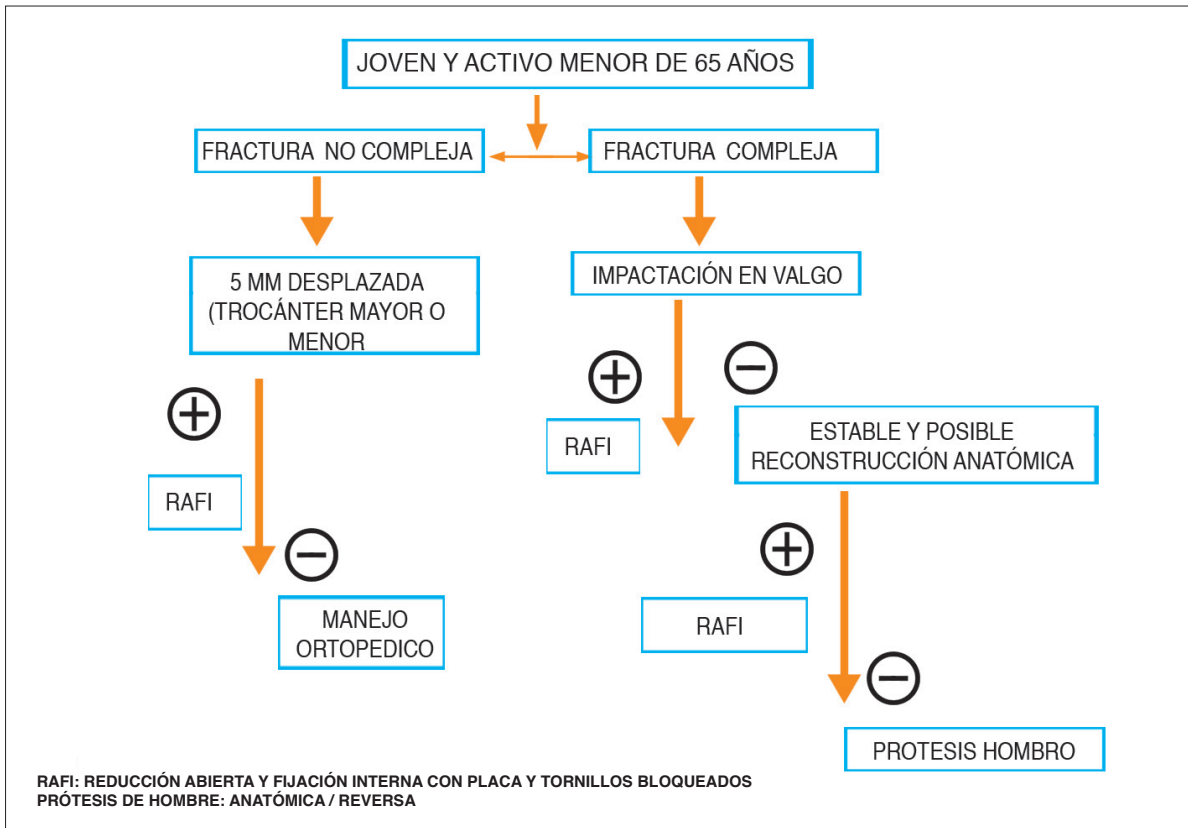 JOVEN Y ACTIVO MENOR DE 65 AÑOS
FRACTURA NO COMPLEJA
FRACTURA COMPLEJA
5 MM DESPLAZADA
(TROCÁNTER MAYOR O
MENOR
IMPACTACIÓN EN VALGO
RAFI
RAFI
ESTABLE Y POSIBLE
RECONSTRUCCIÓN ANATÓMICA
MANEJO
ORTOPEDICO
RAFI
PROTESIS HOMBRO
RAFI: REDUCCIÓN ABIERTA Y FIJACIÓN INTERNA CON PLACA Y TORNILLOS BLOQUEADOS
PRÓTESIS DE HOMBRE: ANATÓMICA / REVERSA